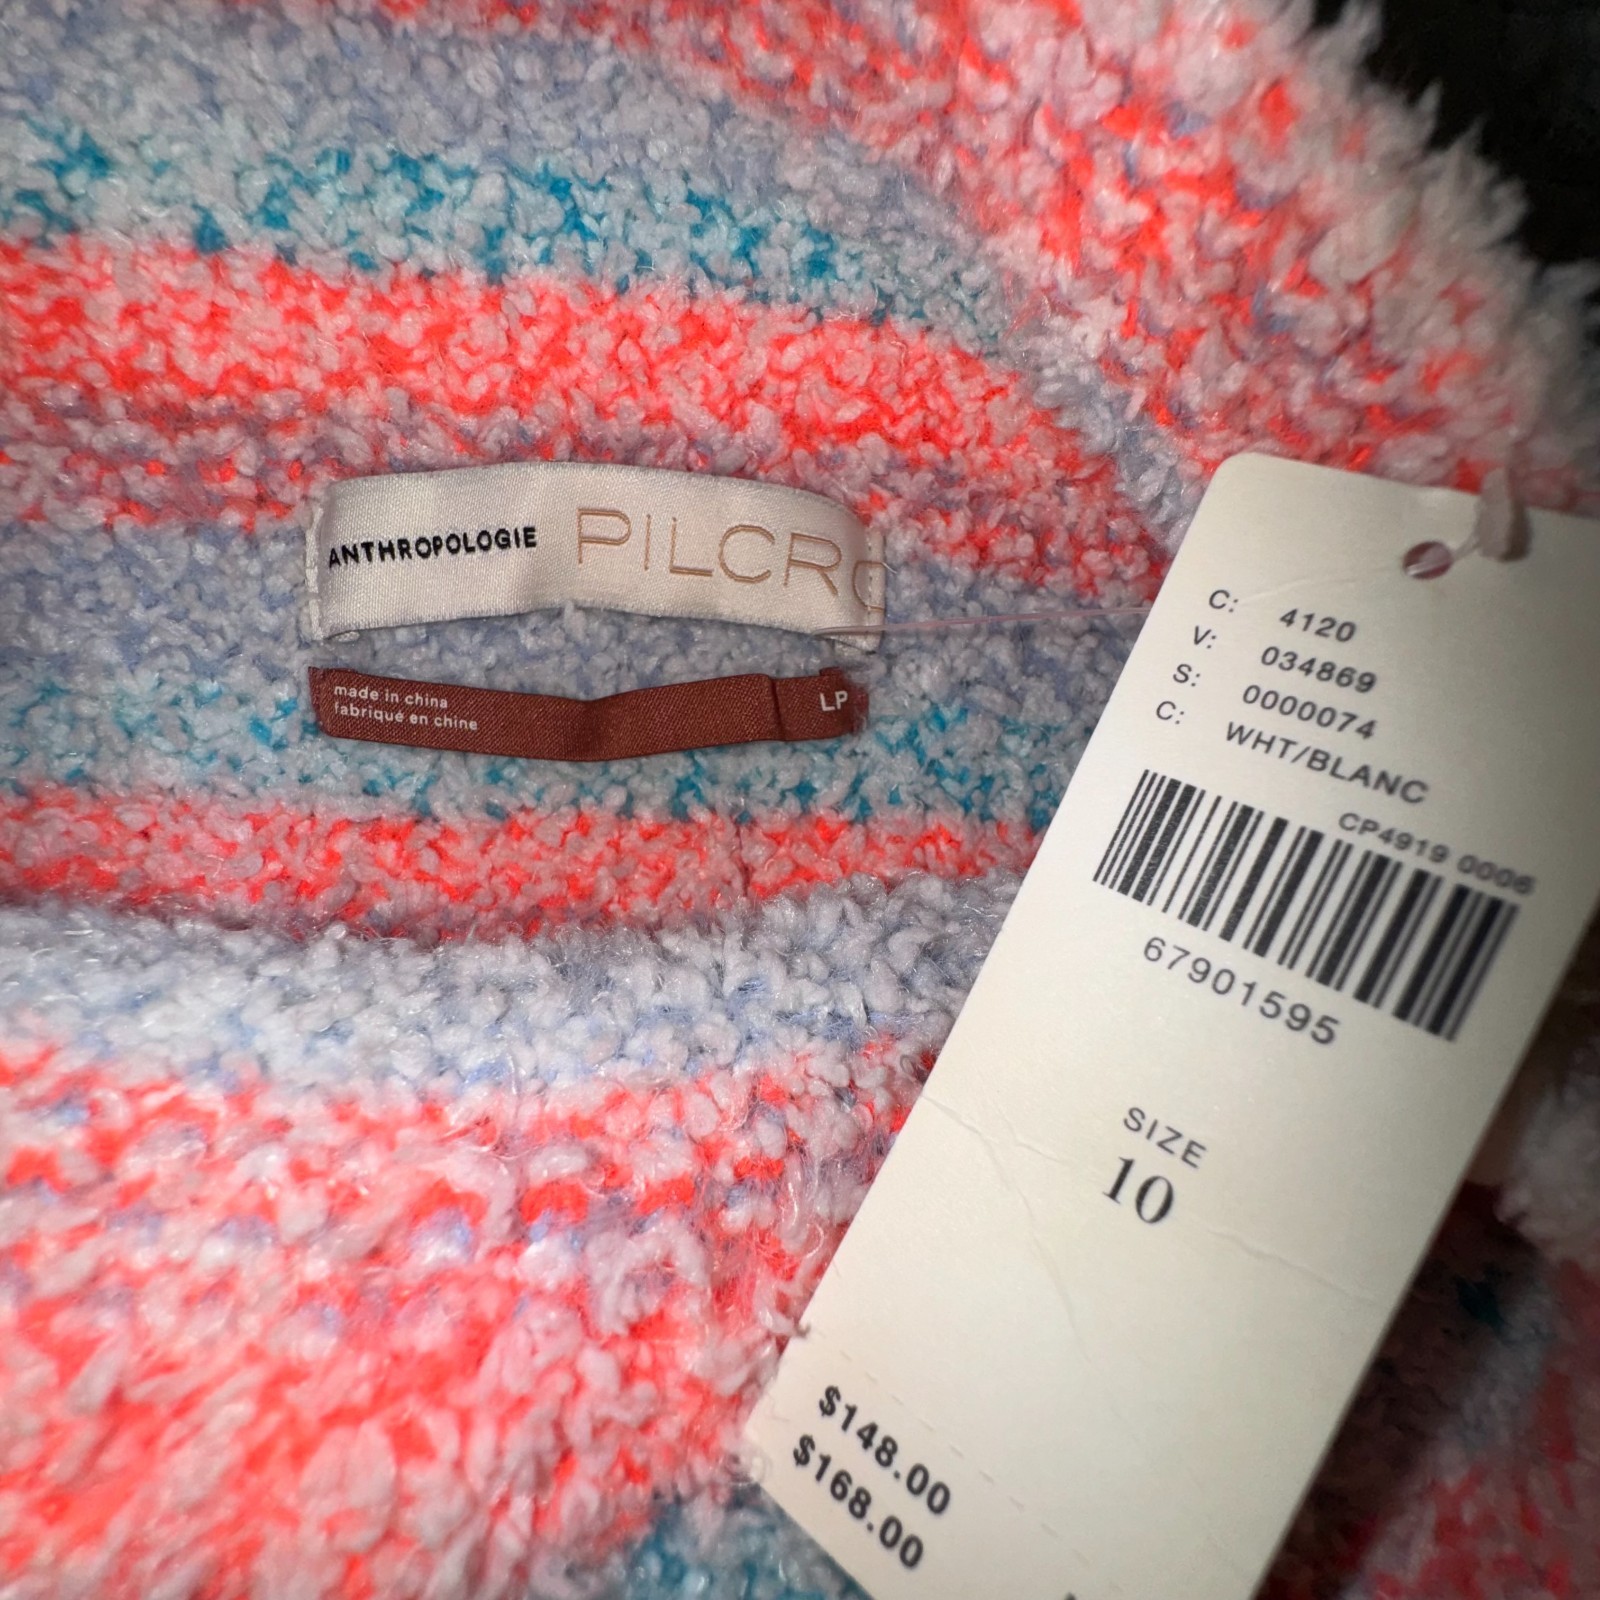 ANTHROPOLOGIE PILCRO
made in china
fabriqué en chine
LP
C: 4120
V: 034869
S: 0000074
C: WHT/BLANC
CP4919 0006
67901595
SIZE
10
$148.00
$168.00